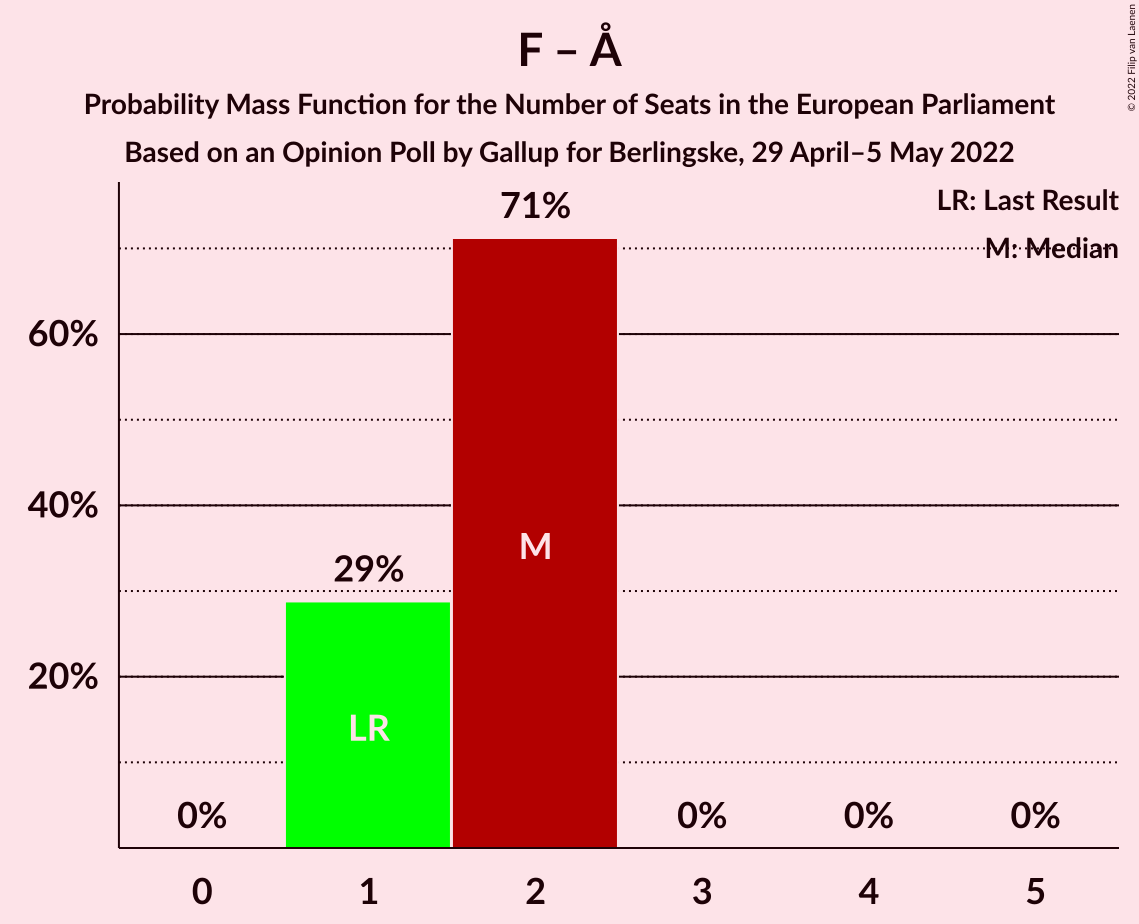 F – Å
Probability Mass Function for the Number of Seats in the European Parliament
Based on an Opinion Poll by Gallup for Berlingske, 29 April–5 May 2022
© 2022 Filip van Laenen
LR: Last Result
M: Median
71%
60%
40%
M
29%
20%
LR
0%
0%
0%
0%
0
1
2
3
4
5